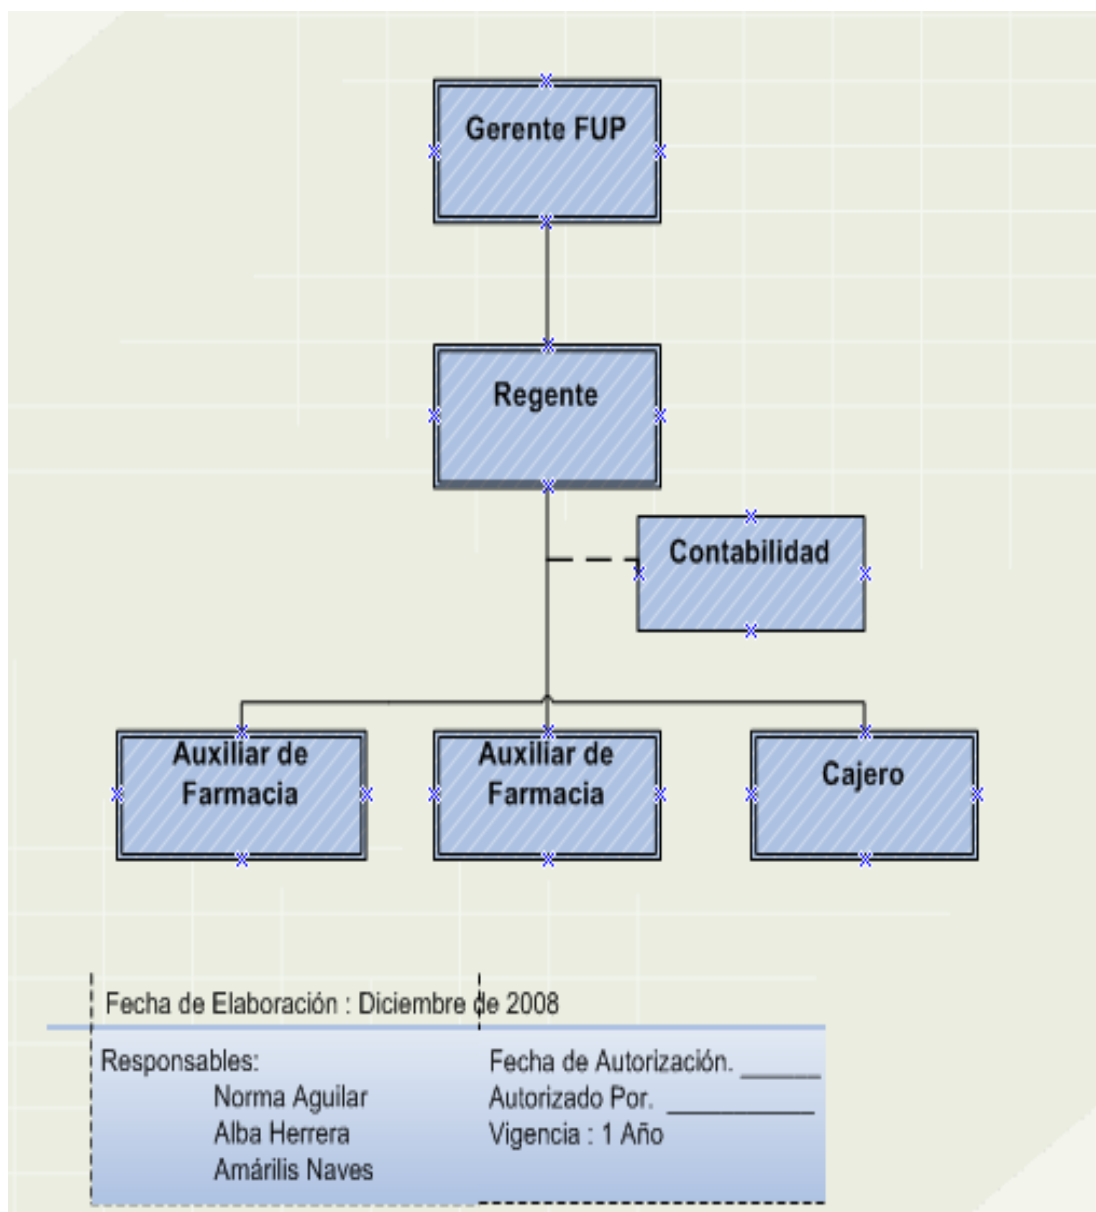 Gerente FUP
Regente
Contabilidad
Auxiliar de
Farmacia
Auxiliar de
Farmacia
Cajero
Fecha de Elaboración : Diciembre de 2008
Responsables:
Norma Aguilar
Alba Herrera
Amárilis Naves
Fecha de Autorización. ______
Autorizado Por. ___________
Vigencia : 1 Año